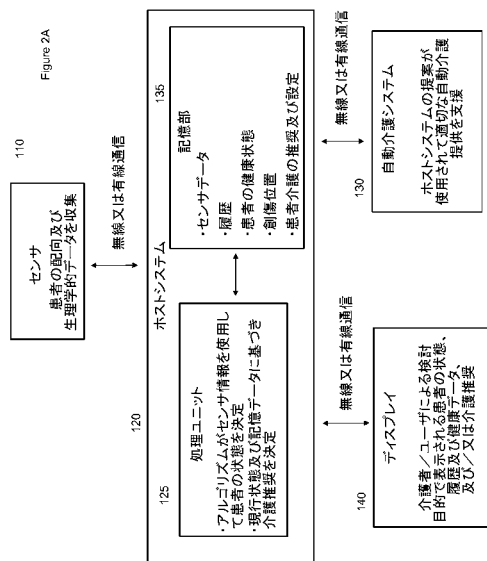 Figure 2A
110
センサ
患者の配向及び
生理学的データを収集
無線又は有線通信
120
ホストシステム
125
処理ユニット
・アルゴリズムがセンサ情報を使用し
て患者の状態を決定
・現行状態及び記憶データに基づき
介護推奨を決定
135
記憶部
・センサデータ
・履歴
・患者の健康状態
・創傷位置
・患者介護の推奨及び設定
無線又は有線通信
無線又は有線通信
140
ディスプレイ
介護者／ユーザによる検討
目的で表示される患者の状態、
履歴及び健康データ、
及び／又は介護推奨
130
自動介護システム
ホストシステムの提案が
使用されて適切な自動介護
提供を支援